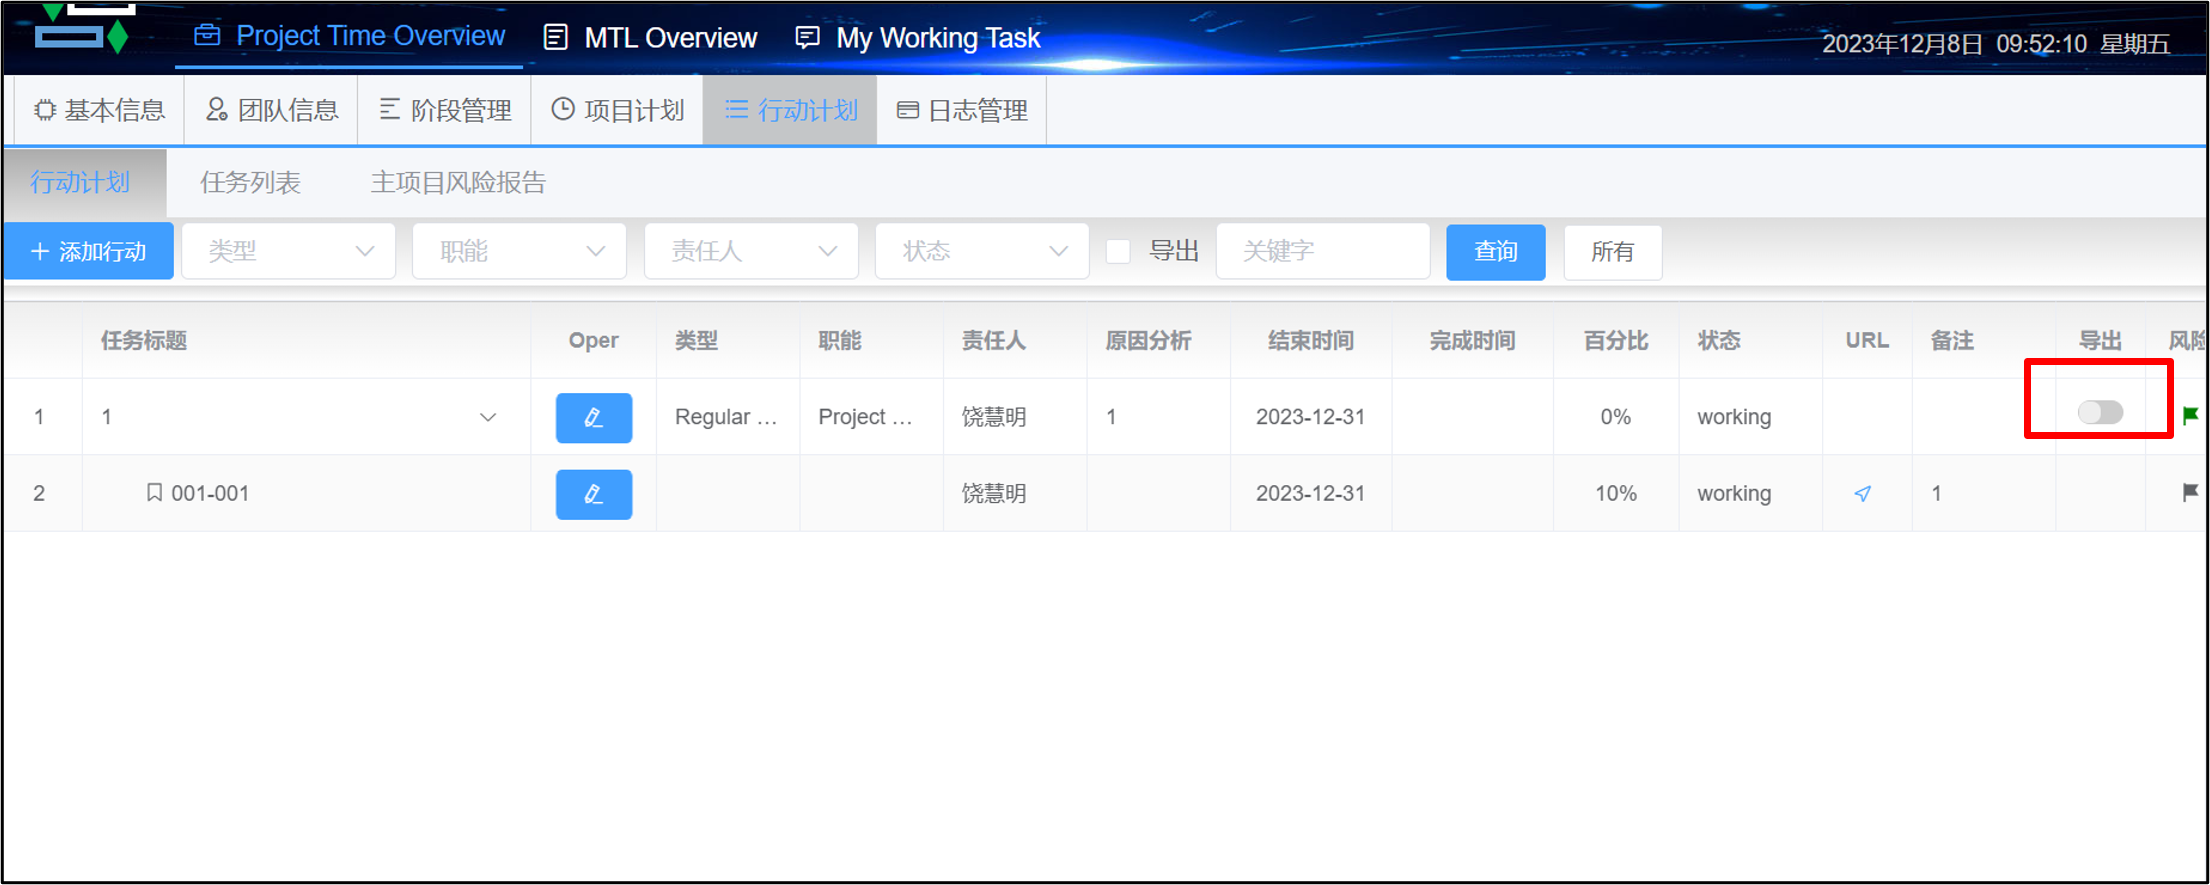 Project Time Overview MTL Overview My Working Task 2023年12月8日 09:52:10 星期五
基本信息 团队信息 阶段管理 项目计划 行动计划 日志管理
行动计划 任务列表 主项目风险报告
添加行动 类型 职能 责任人 状态 导出 关键字 查询 所有
任务标题 Oper 类型 职能 责任人 原因分析 结束时间 完成时间 百分比 状态 URL 备注 导出 风险
1 1 Regular ... Project ... 饶慧明 1 2023-12-31 0% working
2 001-001 饶慧明 2023-12-31 10% working 1